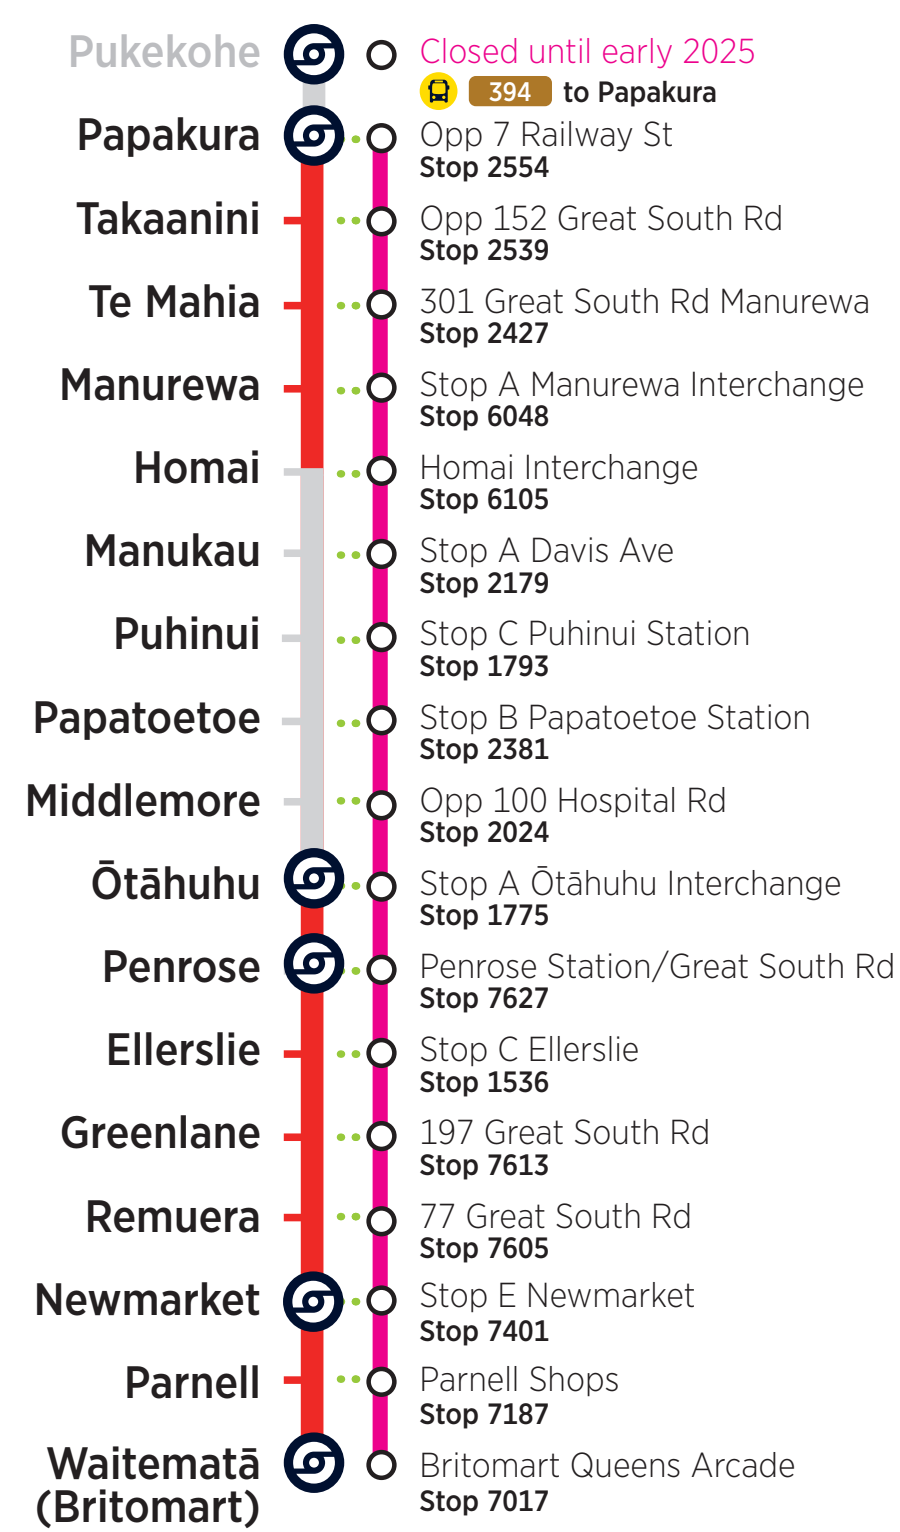 Pukekohe
Closed until early 2025
394 to Papakura
Papakura
Opp 7 Railway St
Stop 2554
Takaanini
Opp 152 Great South Rd
Stop 2539
Te Mahia
301 Great South Rd Manurewa
Stop 2427
Manurewa
Stop A Manurewa Interchange
Stop 6048
Homai
Homai Interchange
Stop 6105
Manukau
Stop A Davis Ave
Stop 2179
Puhinui
Stop C Puhinui Station
Stop 1793
Papatoetoe
Stop B Papatoetoe Station
Stop 2381
Middlemore
Opp 100 Hospital Rd
Stop 2024
Ōtāhuhu
Stop A Ōtāhuhu Interchange
Stop 1775
Penrose
Penrose Station/Great South Rd
Stop 7627
Ellerslie
Stop C Ellerslie
Stop 1536
Greenlane
197 Great South Rd
Stop 7613
Remuera
77 Great South Rd
Stop 7605
Newmarket
Stop E Newmarket
Stop 7401
Parnell
Parnell Shops
Stop 7187
Waitematā
(Britomart)
Britomart Queens Arcade
Stop 7017